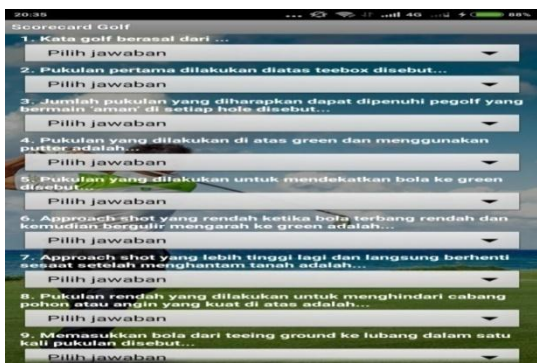 20:35 ... 4G 88%
Scorecard Golf
1. Kata golf berasal dari ...
Pilih jawaban
2. Pukulan pertama dilakukan diatas teebox disebut...
Pilih jawaban
3. Jumlah pukulan yang diharapkan dapat dipenuhi pegolf yang
bermain 'aman' di setiap hole disebut...
Pilih jawaban
4. Pukulan yang dilakukan di atas green dan menggunakan
putter adalah...
Pilih jawaban
5. Pukulan yang dilakukan untuk mendekatkan bola ke green
disebut...
Pilih jawaban
6. Approach shot yang rendah ketika bola terbang rendah dan
kemudian bergulir mengarah ke green adalah...
Pilih jawaban
7. Approach shot yang lebih tinggi lagi dan langsung berhenti
sesaat setelah menghantam tanah adalah...
Pilih jawaban
8. Pukulan rendah yang dilakukan untuk menghindari cabang
pohon atau angin yang kuat di atas adalah...
Pilih jawaban
9. Memasukkan bola dari teeing ground ke lubang dalam satu
kali pukulan disebut...
Pilih jawaban